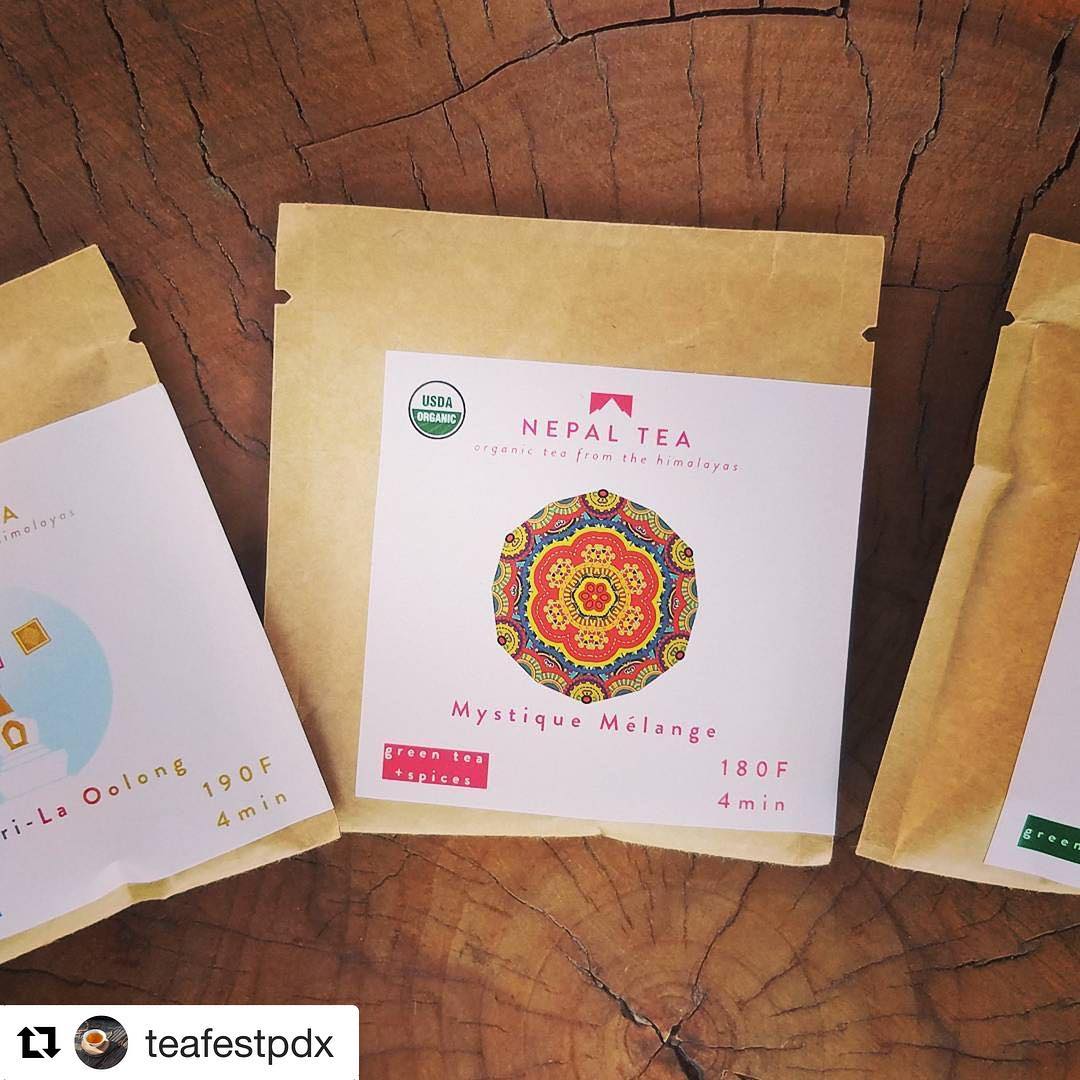 USDA
ORGANIC
NEPAL TEA
organic tea from the himalayas
Mystique Mélange
green tea
+spices
180F
4min
A
himalayas
ri-La Oolong
190F
4min
green
teafestpdx